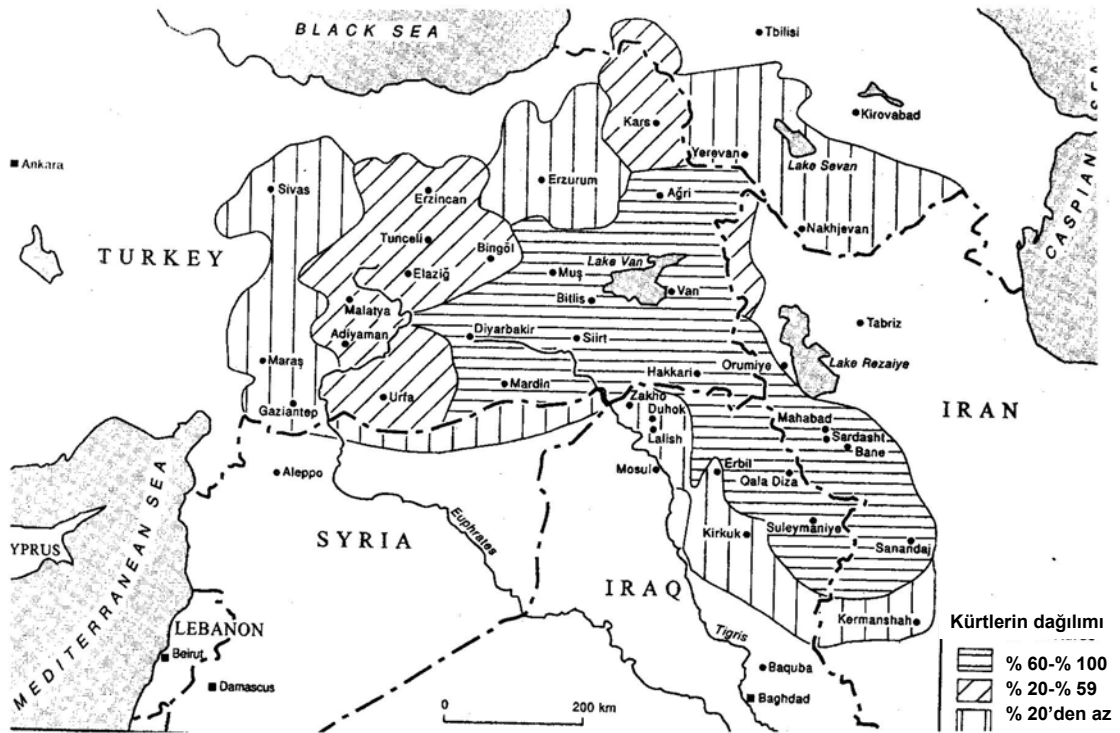 BLACK SEA
Tbilisi
CASPIAN SEA
Kirovabad
Kars
Yerevan
Lake Sevan
Ankara
Sivas
Erzurum
Erzincan
Ağri
Nakhjevan
TURKEY
Tunceli
Bingöl
Elaziğ
Lake Van
Muş
Van
Bitlis
Malatya
Adiyaman
Diyarbakir
Siirt
Tabriz
Orumiye
Lake Rezaiye
Maraş
Hakkari
Mardin
Urfa
Gaziantep
Zakho
Duhok
Lalish
Mahabad
Sardasht
Bane
IRAN
Aleppo
Mosul
Erbil
Qala Diza
MEDITERRANEAN SEA
Euphrates
SYRIA
Kirkuk
Suleymaniye
Sanandaj
YPRUS
IRAQ
Kermanshah
LEBANON
Tigris
Beirut
Damascus
Baquba
Baghdad
0 200 km
Kürtlerin dağılımı
% 60-% 100
% 20-% 59
% 20’den az